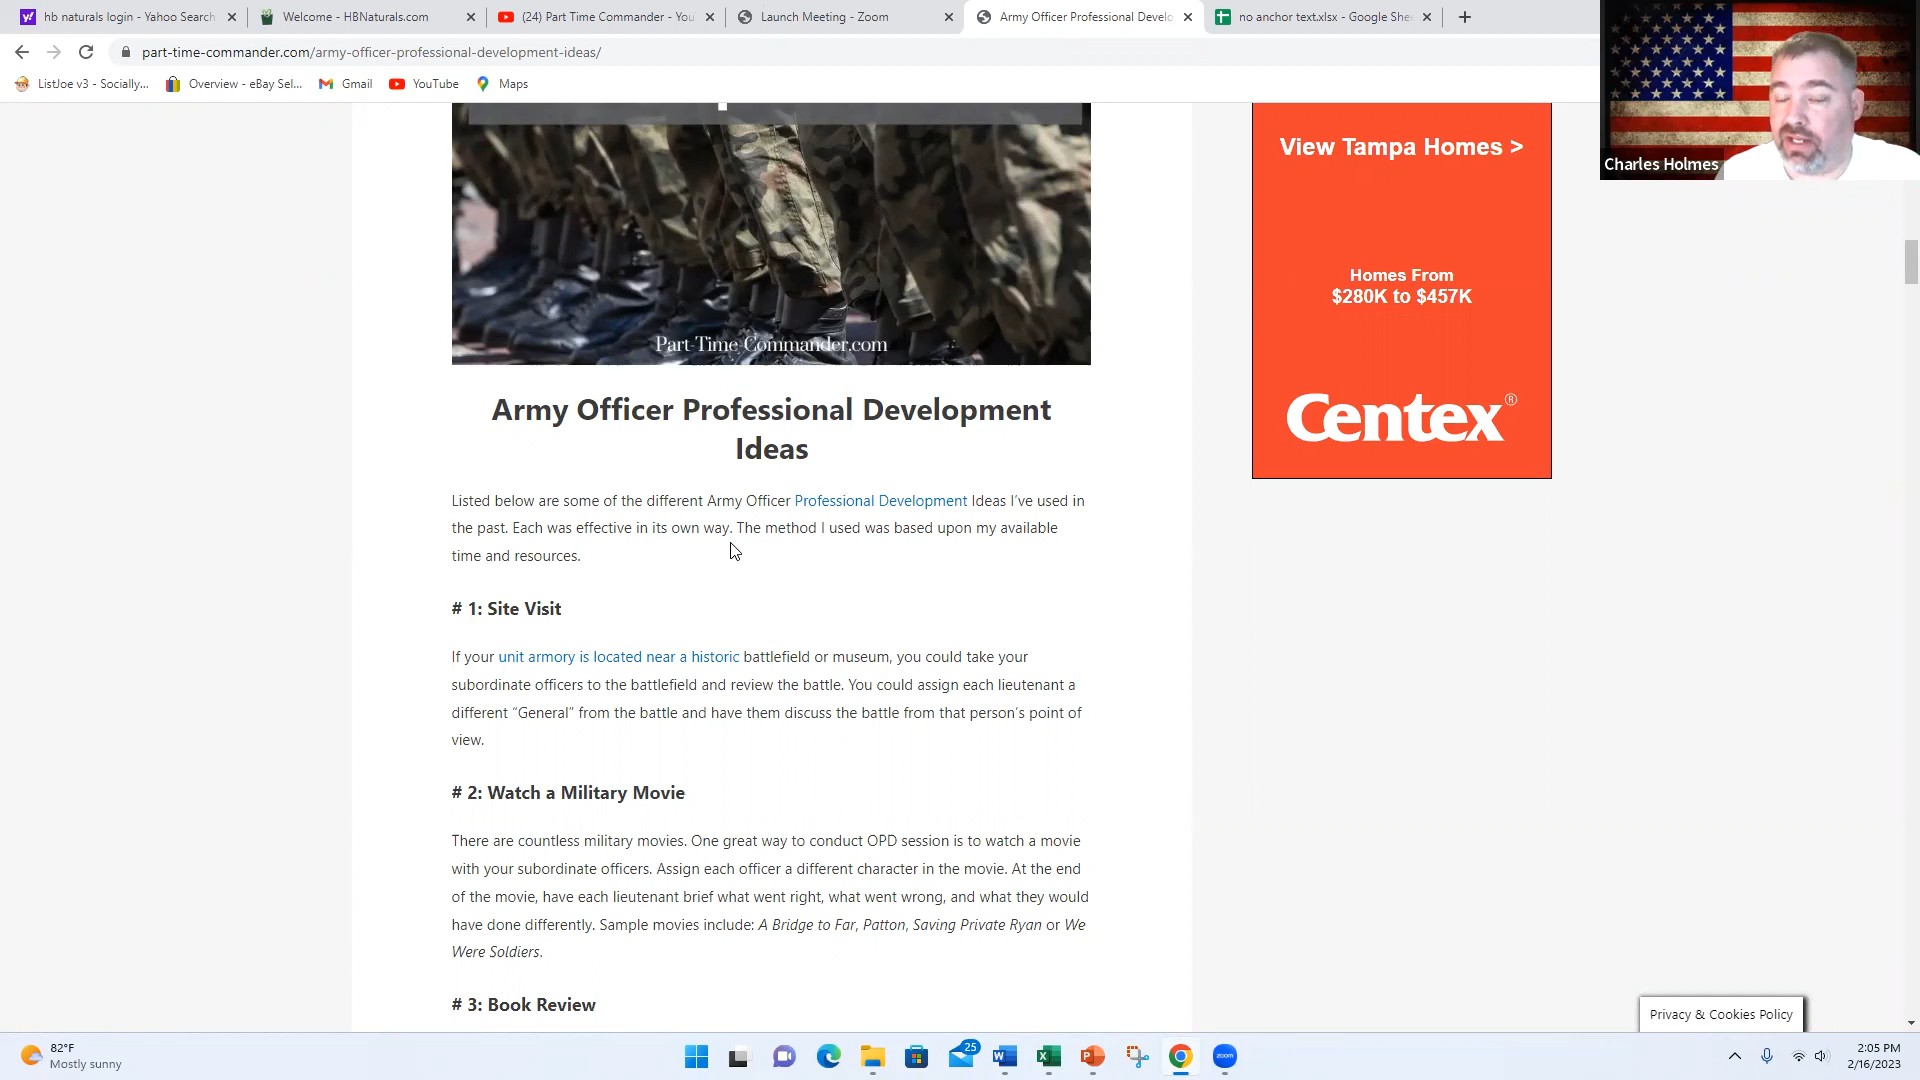 hb naturals login - Yahoo Search
Welcome - HBNaturals.com
(24) Part Time Commander - You
Launch Meeting - Zoom
Army Officer Professional Develo
no anchor text.xlsx - Google Shee
part-time-commander.com/army-officer-professional-development-ideas/
ListJoe v3 - Socially...
Overview - eBay Sel...
Gmail
YouTube
Maps
Charles Holmes
View Tampa Homes >
Homes From
$280K to $457K
Centex®
Part-Time-Commander.com
Army Officer Professional Development
Ideas
Listed below are some of the different Army Officer Professional Development Ideas I’ve used in
the past. Each was effective in its own way. The method I used was based upon my available
time and resources.
# 1: Site Visit
If your unit armory is located near a historic battlefield or museum, you could take your
subordinate officers to the battlefield and review the battle. You could assign each lieutenant a
different “General” from the battle and have them discuss the battle from that person’s point of
view.
# 2: Watch a Military Movie
There are countless military movies. One great way to conduct OPD session is to watch a movie
with your subordinate officers. Assign each officer a different character in the movie. At the end
of the movie, have each lieutenant brief what went right, what went wrong, and what they would
have done differently. Sample movies include: A Bridge to Far, Patton, Saving Private Ryan or We
Were Soldiers.
# 3: Book Review
Privacy & Cookies Policy
82°F
Mostly sunny
25
zoom
2:05 PM
2/16/2023